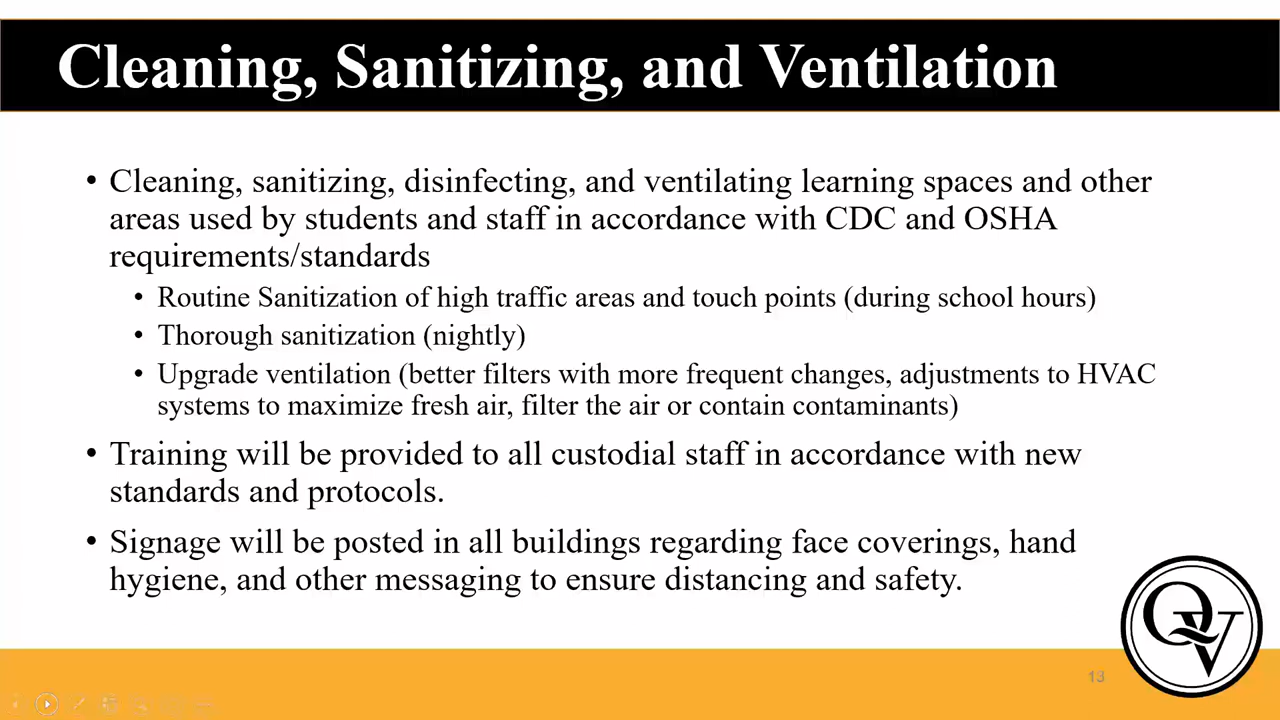 Cleaning, Sanitizing, and Ventilation
• Cleaning, sanitizing, disinfecting, and ventilating learning spaces and other
areas used by students and staff in accordance with CDC and OSHA
requirements/standards
• Routine Sanitization of high traffic areas and touch points (during school hours)
• Thorough sanitization (nightly)
• Upgrade ventilation (better filters with more frequent changes, adjustments to HVAC
systems to maximize fresh air, filter the air or contain contaminants)
• Training will be provided to all custodial staff in accordance with new
standards and protocols.
• Signage will be posted in all buildings regarding face coverings, hand
hygiene, and other messaging to ensure distancing and safety.
QV
13